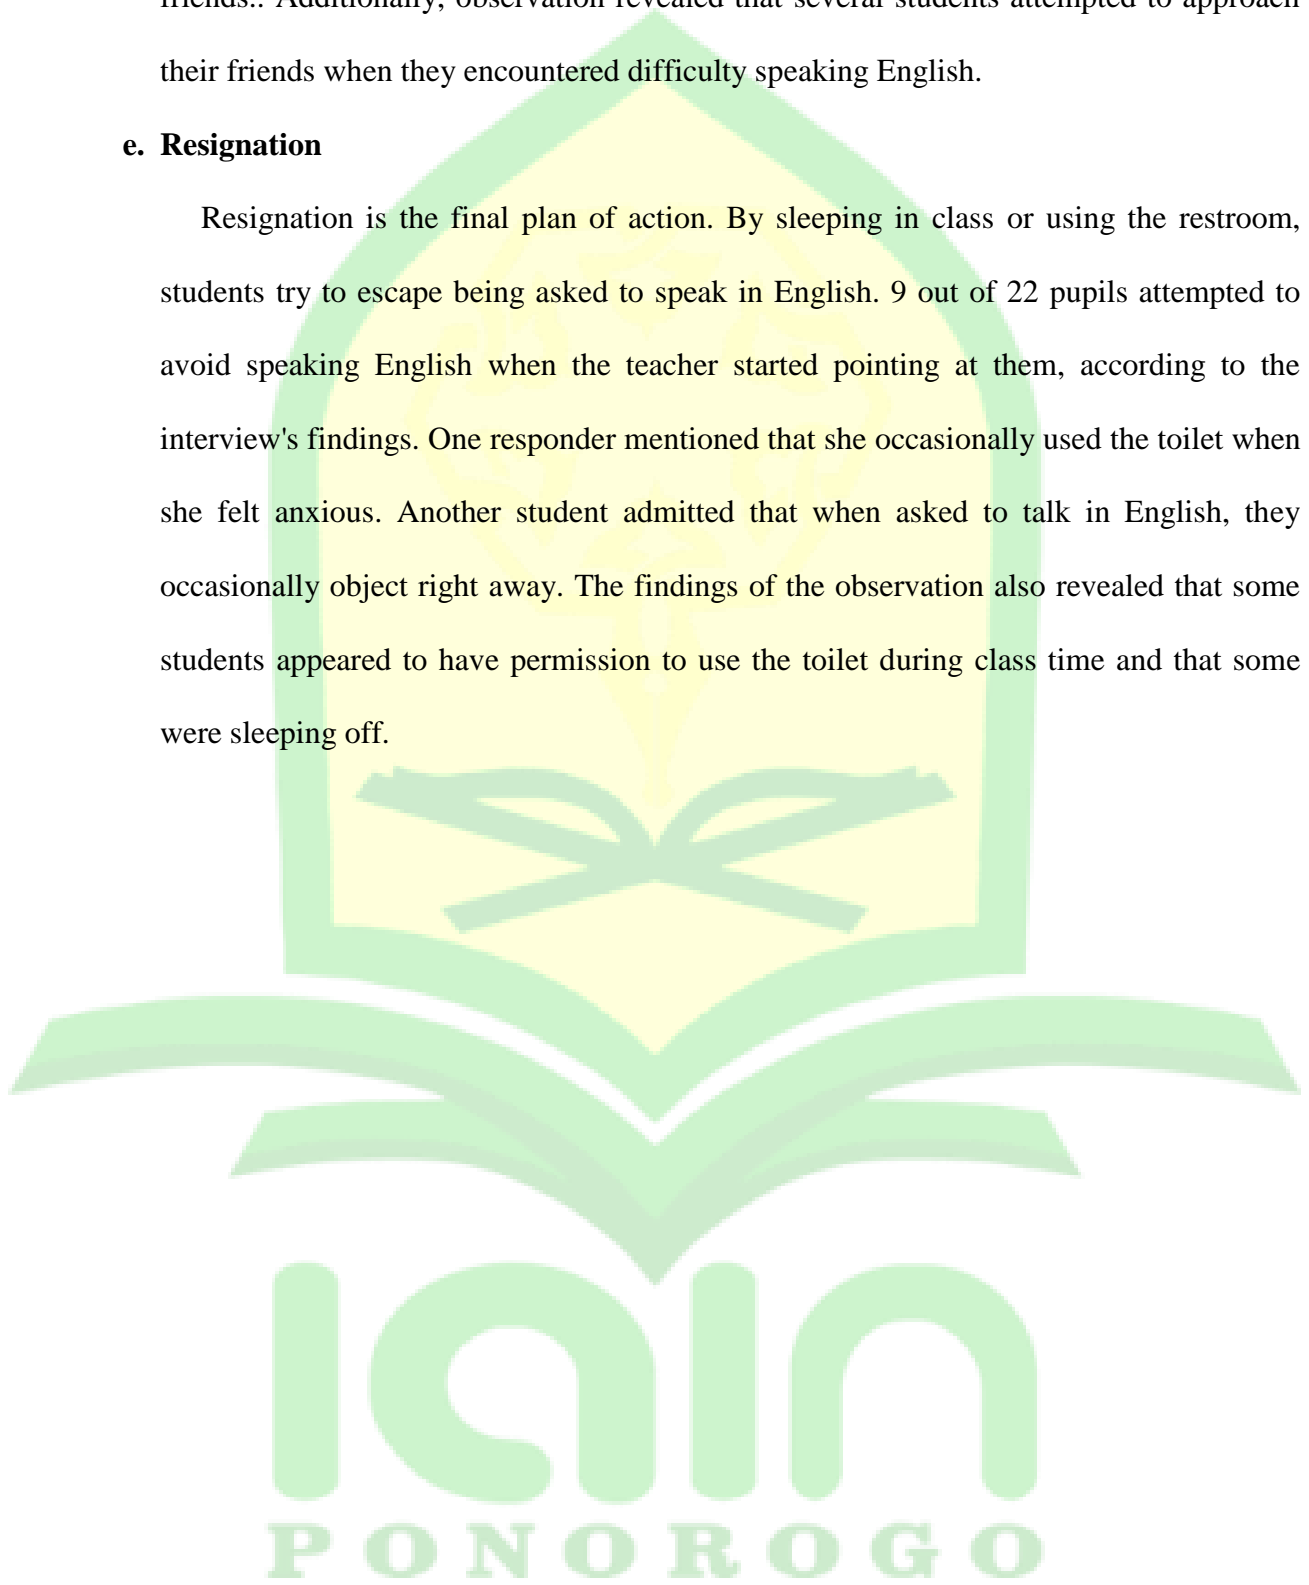 friends.. Additionally, observation revealed that several students attempted to approach
their friends when they encountered difficulty speaking English.
e. Resignation
Resignation is the final plan of action. By sleeping in class or using the restroom,
students try to escape being asked to speak in English. 9 out of 22 pupils attempted to
avoid speaking English when the teacher started pointing at them, according to the
interview's findings. One responder mentioned that she occasionally used the toilet when
she felt anxious. Another student admitted that when asked to talk in English, they
occasionally object right away. The findings of the observation also revealed that some
students appeared to have permission to use the toilet during class time and that some
were sleeping off.
iain
PONOROGO